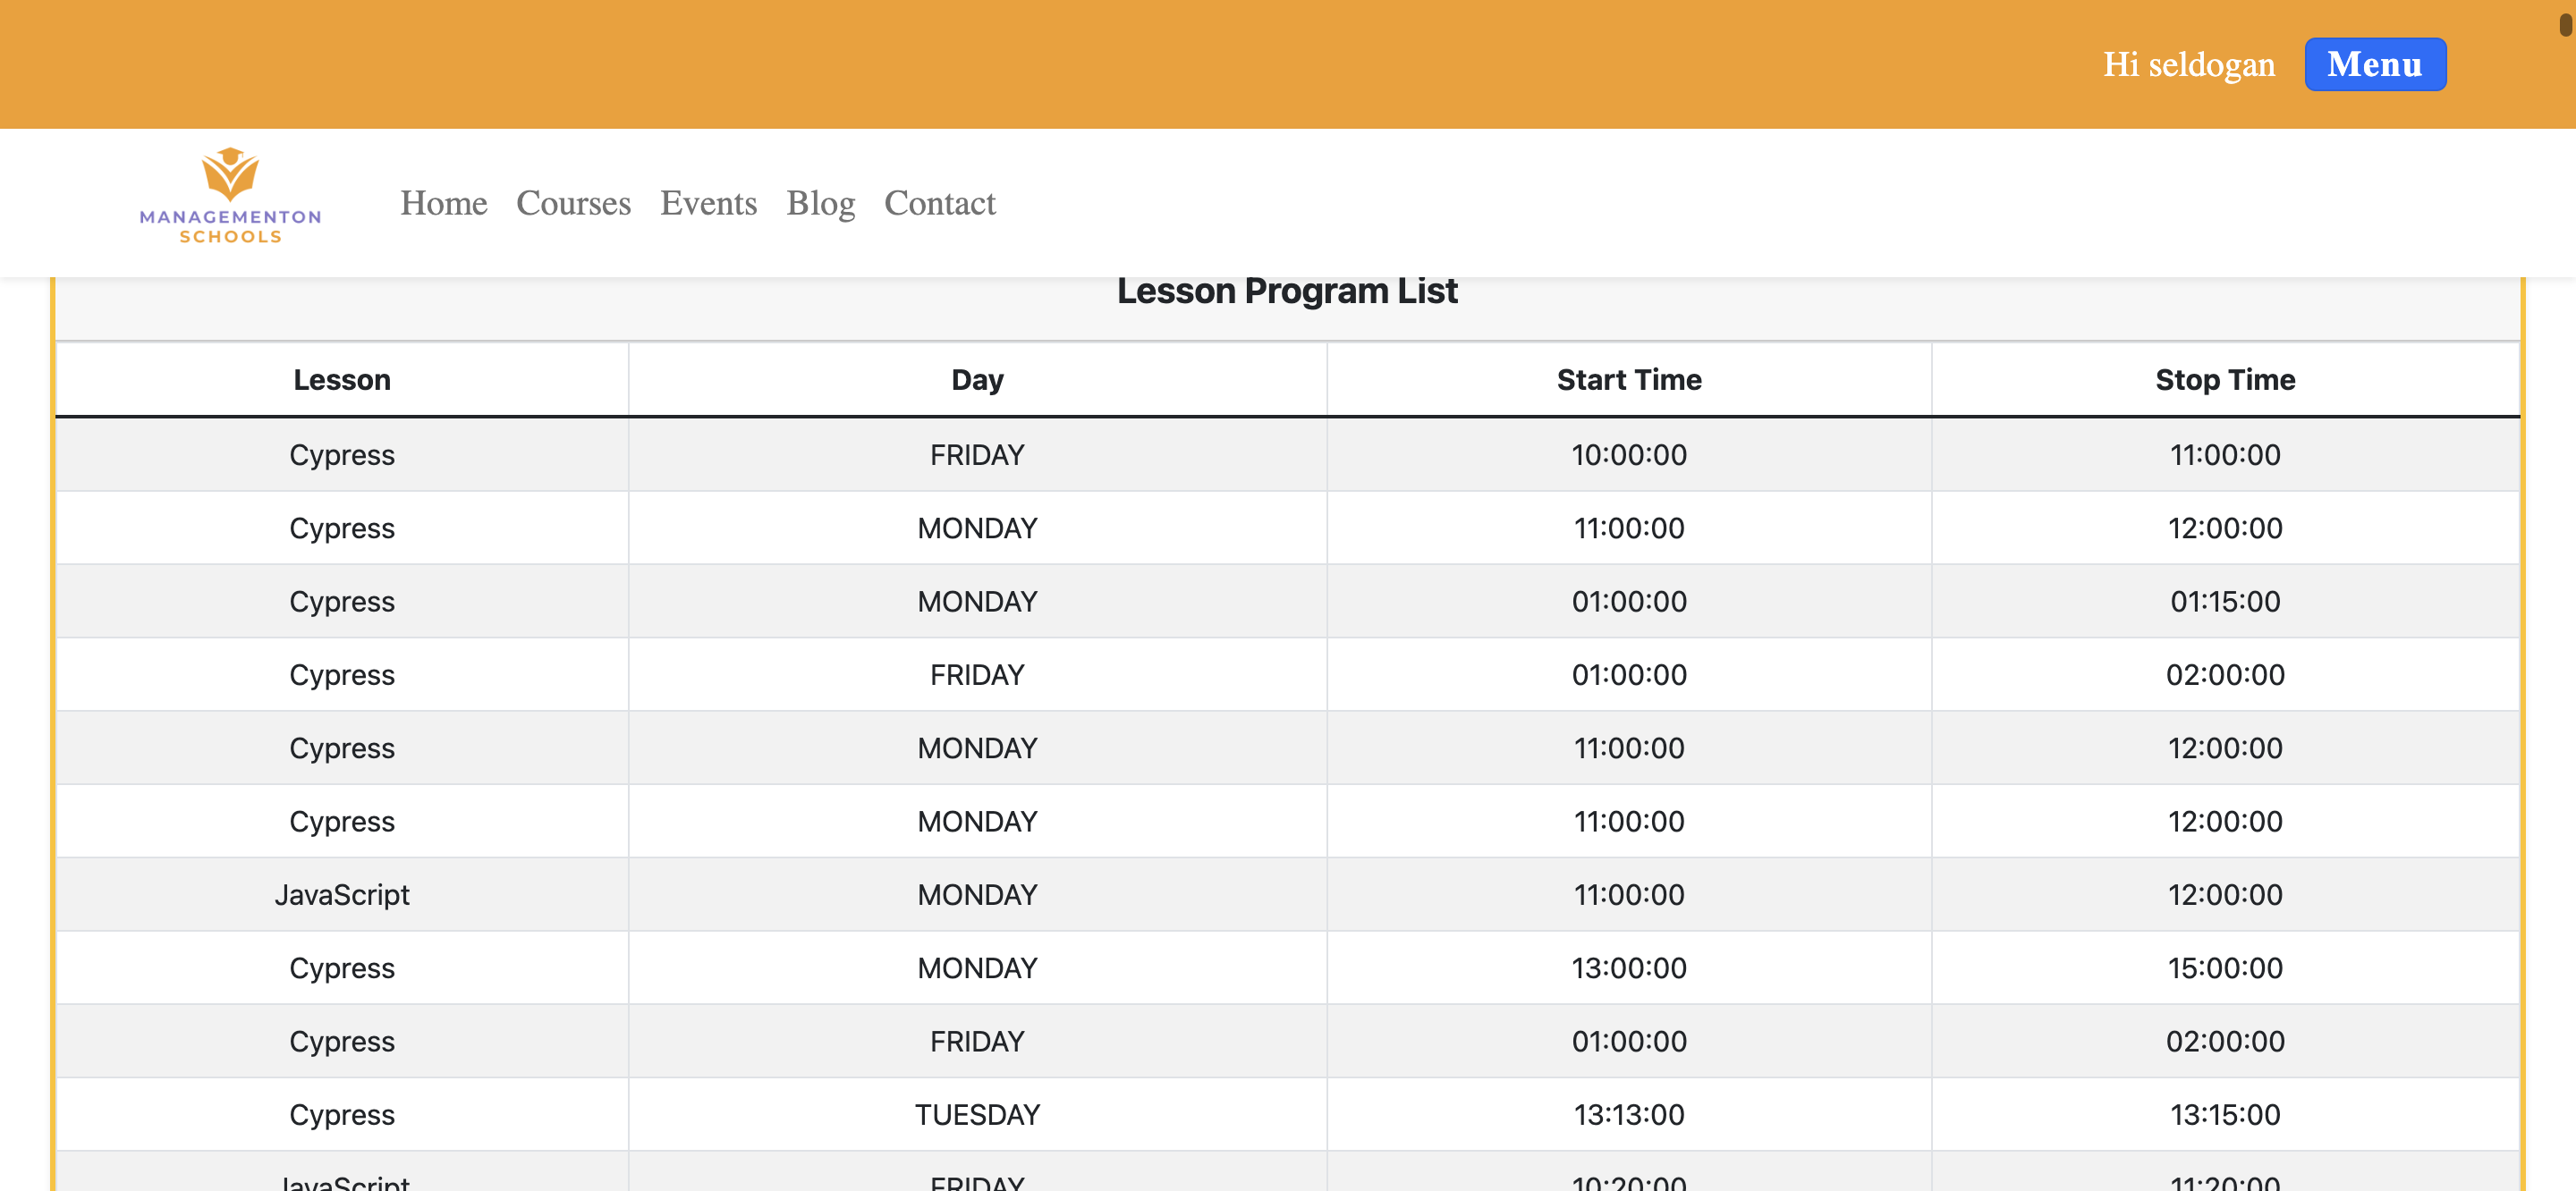 Hi seldogan Menu
MANAGEMENTON
SCHOOLS
Home Courses Events Blog Contact
Lesson Program List
Lesson Day Start Time Stop Time
Cypress FRIDAY 10:00:00 11:00:00
Cypress MONDAY 11:00:00 12:00:00
Cypress MONDAY 01:00:00 01:15:00
Cypress FRIDAY 01:00:00 02:00:00
Cypress MONDAY 11:00:00 12:00:00
Cypress MONDAY 11:00:00 12:00:00
JavaScript MONDAY 11:00:00 12:00:00
Cypress MONDAY 13:00:00 15:00:00
Cypress FRIDAY 01:00:00 02:00:00
Cypress TUESDAY 13:13:00 13:15:00
JavaScript FRIDAY 10:20:00 11:20:00